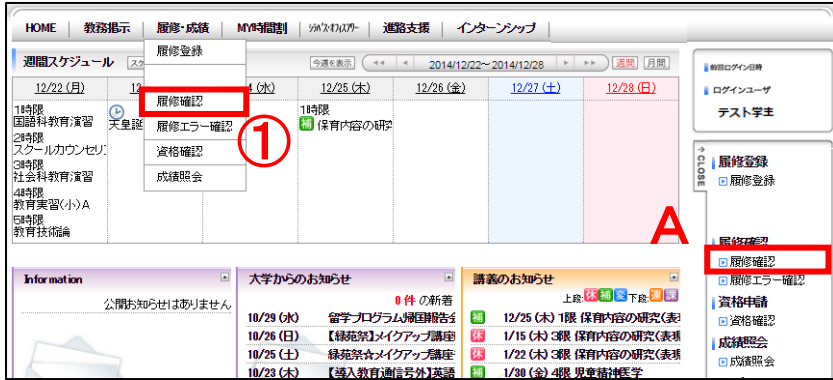 HOME 教務掲示 履修・成績 MY時間割 ｼﾗﾊﾞｽ･ｱﾝｹｰﾄ 進路支援 インターンシップ
履修登録
履修確認
履修エラー確認
資格確認
成績照会
①
週間スケジュール
今週を表示 2014/12/22～2014/12/28 週間 月間
12/22 (月) 12 4 (水) 12/25 (木) 12/26 (金) 12/27 (土) 12/28 (日)
1時限
国語科教育演習
2時限
スクールカウンセリ
3時限
社会科教育演習
4時限
教育実習(小)A
5時限
教育技術論
天皇誕
1時限
補 保育内容の研究
前回ログイン日時
ログインユーザ
テスト学主
CLOSE
履修登録
履修登録
A
履修確認
履修確認
履修エラー確認
資格申請
資格確認
成績照会
成績照会
Information
公開お知らせはありません
大学からのお知らせ
0 件 の新着
10/29 (水) 留学プログラム帰国報告会
10/26 (日) 【緑苑祭】メイクアップ講座
10/25 (土) 緑苑祭☆メイクアップ講座
10/23 (木) 【導入教育通信号外】英語
講義のお知らせ
上段:休 補 変 下段:連 課
補 12/25 (木) 1限 保育内容の研究(表現
休 1/15 (木) 3限 保育内容の研究(表現
休 1/22 (木) 3限 保育内容の研究(表現
補 1/30 (金) 4限 児童精神医学